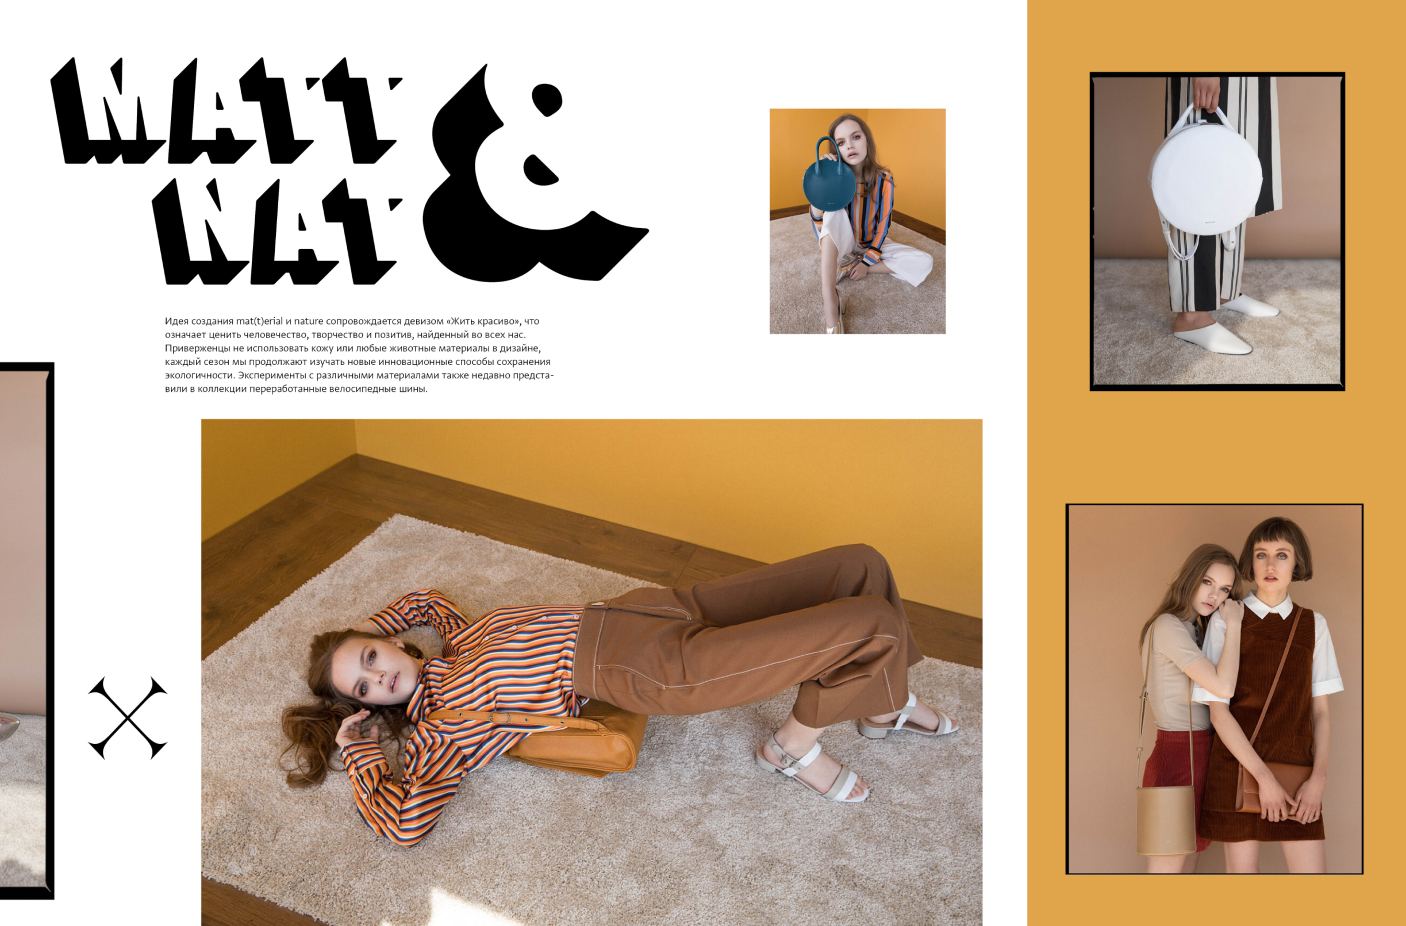 MATT &
NAT
Идея создания mat(t)erial и nature сопровождается девизом «Жить красиво», что
означает ценить человечество, творчество и позитив, найденный во всех нас.
Приверженцы не использовать кожу или любые животные материалы в дизайне,
каждый сезон мы продолжают изучать новые инновационные способы сохранения
экологичности. Эксперименты с различными материалами также недавно предста-
вили в коллекции переработанные велосипедные шины.